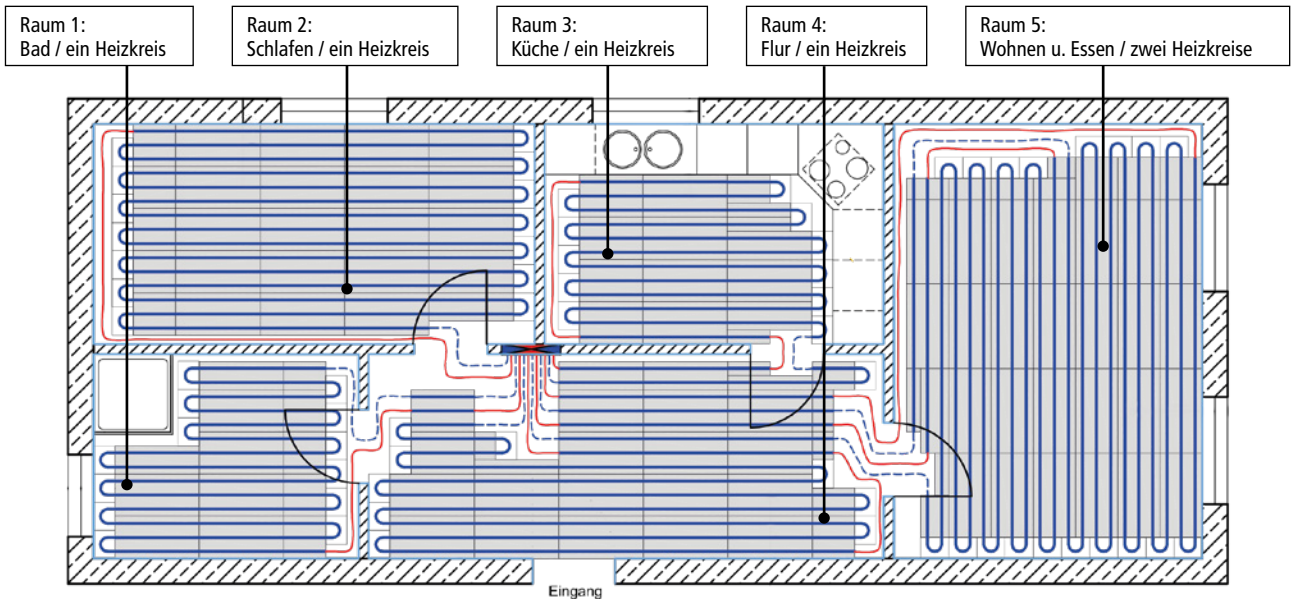 Raum 1:
Bad / ein Heizkreis
Raum 2:
Schlafen / ein Heizkreis
Raum 3:
Küche / ein Heizkreis
Raum 4:
Flur / ein Heizkreis
Raum 5:
Wohnen u. Essen / zwei Heizkreise
Eingang